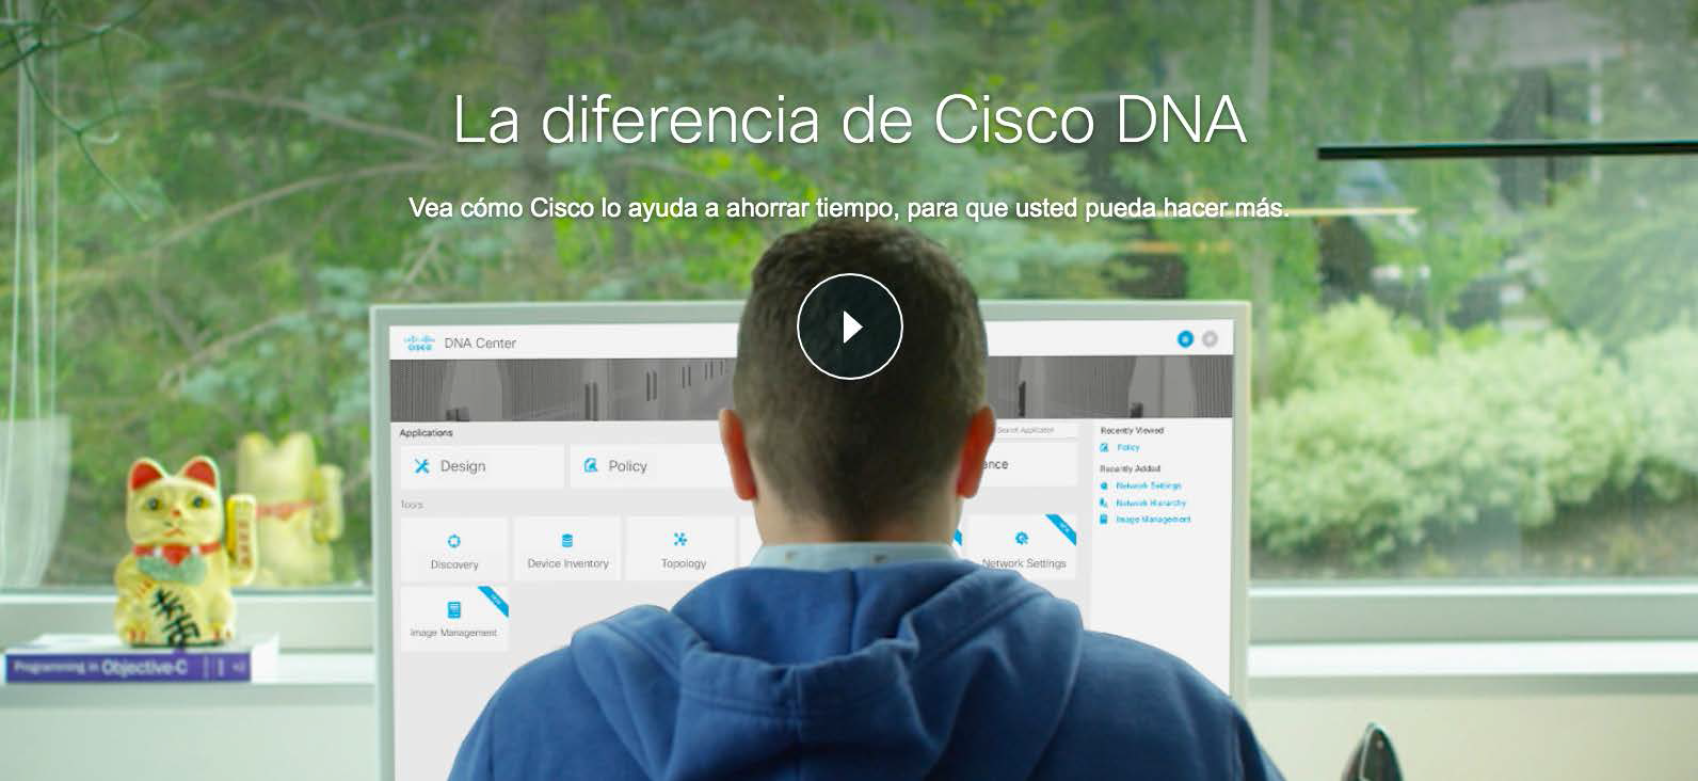 La diferencia de Cisco DNA
Vea cómo Cisco lo ayuda a ahorrar tiempo, para que usted pueda hacer más.
CISCO DNA Center
Applications
Search Application
Recently Viewed
Design
Policy
ance
Policy
Recently Added
Network Settings
Tools
Network Hierarchy
Image Management
Discovery
Device Inventory
Topology
Network Settings
Image Management
Programming in Objective-C